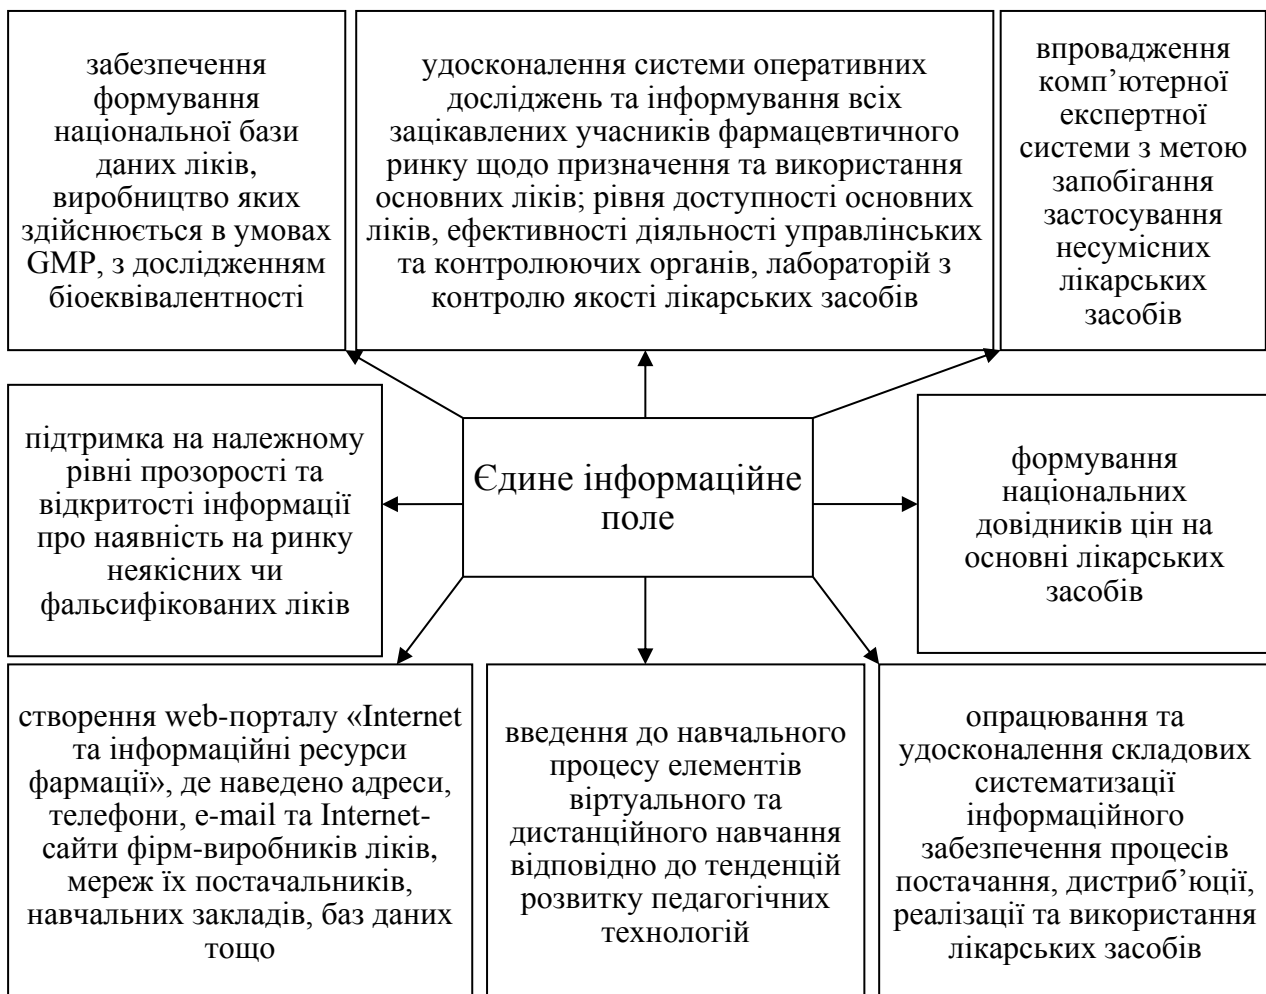 забезпечення
формування
національної бази
даних ліків,
виробництво яких
здійснюється в умовах
GMP, з дослідженням
біоеквівалентності
удосконалення системи оперативних
досліджень та інформування всіх
зацікавлених учасників фармацевтичного
ринку щодо призначення та використання
основних ліків; рівня доступності основних
ліків, ефективності діяльності управлінських
та контролюючих органів, лабораторій з
контролю якості лікарських засобів
впровадження
комп’ютерної
експертної
системи з метою
запобігання
застосування
несумісних
лікарських
засобів
підтримка на належному
рівні прозорості та
відкритості інформації
про наявність на ринку
неякісних чи
фальсифікованих ліків
Єдине інформаційне
поле
формування
національних
довідників цін на
основні лікарських
засобів
створення web-порталу «Internet
та інформаційні ресурси
фармації», де наведено адреси,
телефони, e-mail та Internet-
сайти фірм-виробників ліків,
мереж їх постачальників,
навчальних закладів, баз даних
тощо
введення до навчального
процесу елементів
віртуального та
дистанційного навчання
відповідно до тенденцій
розвитку педагогічних
технологій
опрацювання та
удосконалення складових
систематизації
інформаційного
забезпечення процесів
постачання, дистриб’юції,
реалізації та використання
лікарських засобів